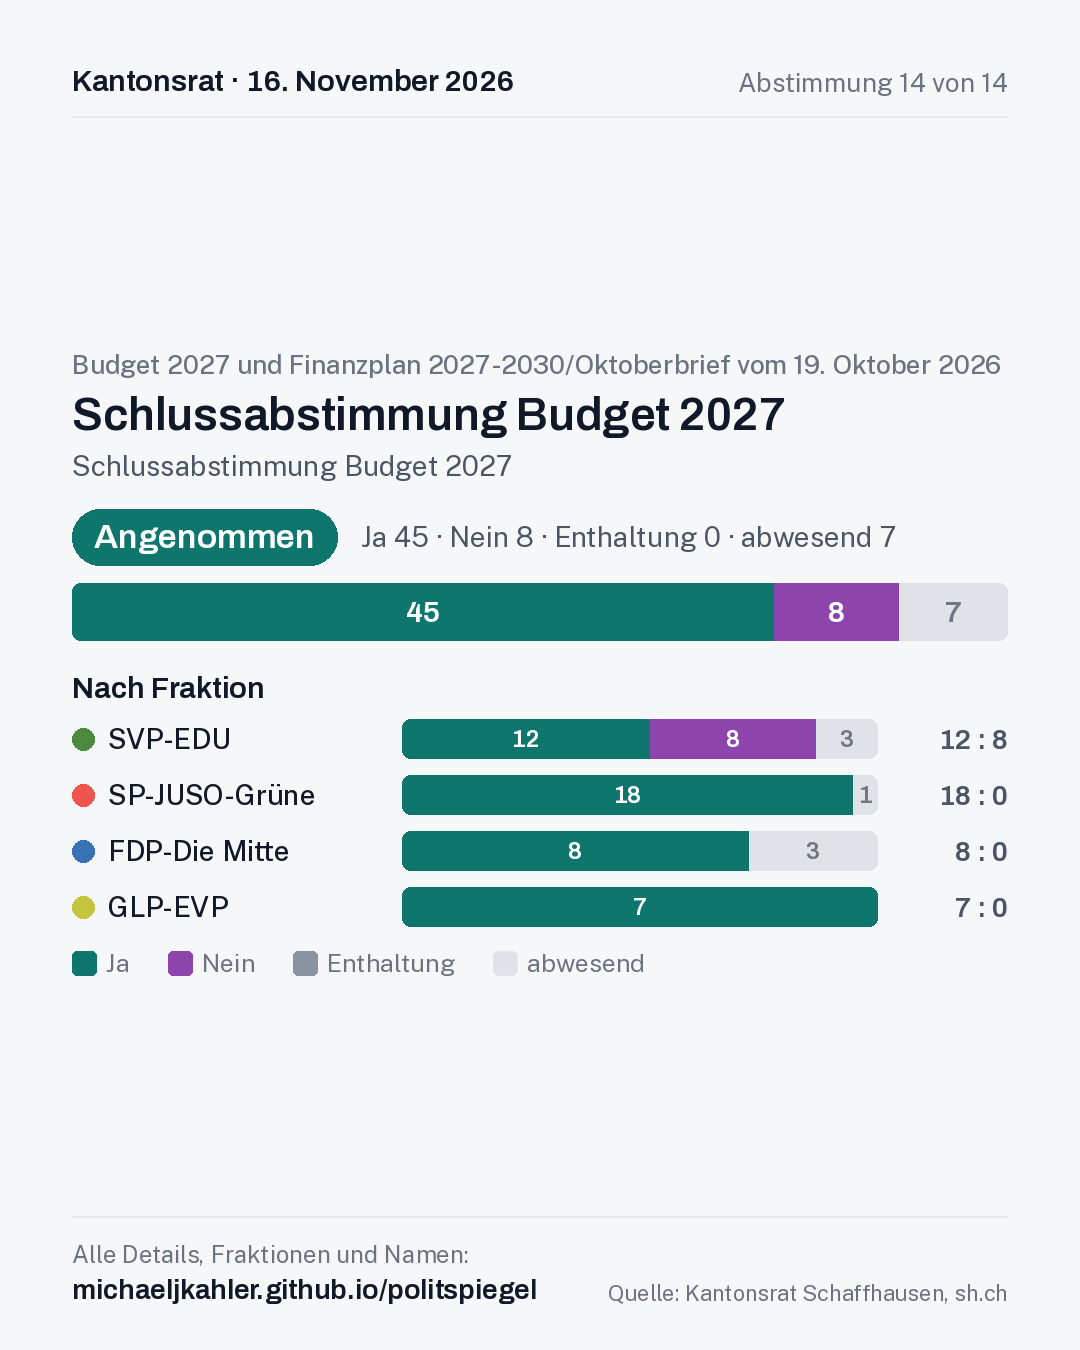 Kantonsrat · 16. November 2026
Abstimmung 14 von 14
Budget 2027 und Finanzplan 2027-2030/Oktoberbrief vom 19. Oktober 2026
Schlussabstimmung Budget 2027
Schlussabstimmung Budget 2027
Angenommen
Ja 45 · Nein 8 · Enthaltung 0 · abwesend 7
45 8 7
Nach Fraktion
SVP-EDU 12 8 3 12 : 8
SP-JUSO-Grüne 18 1 18 : 0
FDP-Die Mitte 8 3 8 : 0
GLP-EVP 7 7 : 0
Ja Nein Enthaltung abwesend
Alle Details, Fraktionen und Namen:
michaeljkahler.github.io/politspiegel
Quelle: Kantonsrat Schaffhausen, sh.ch